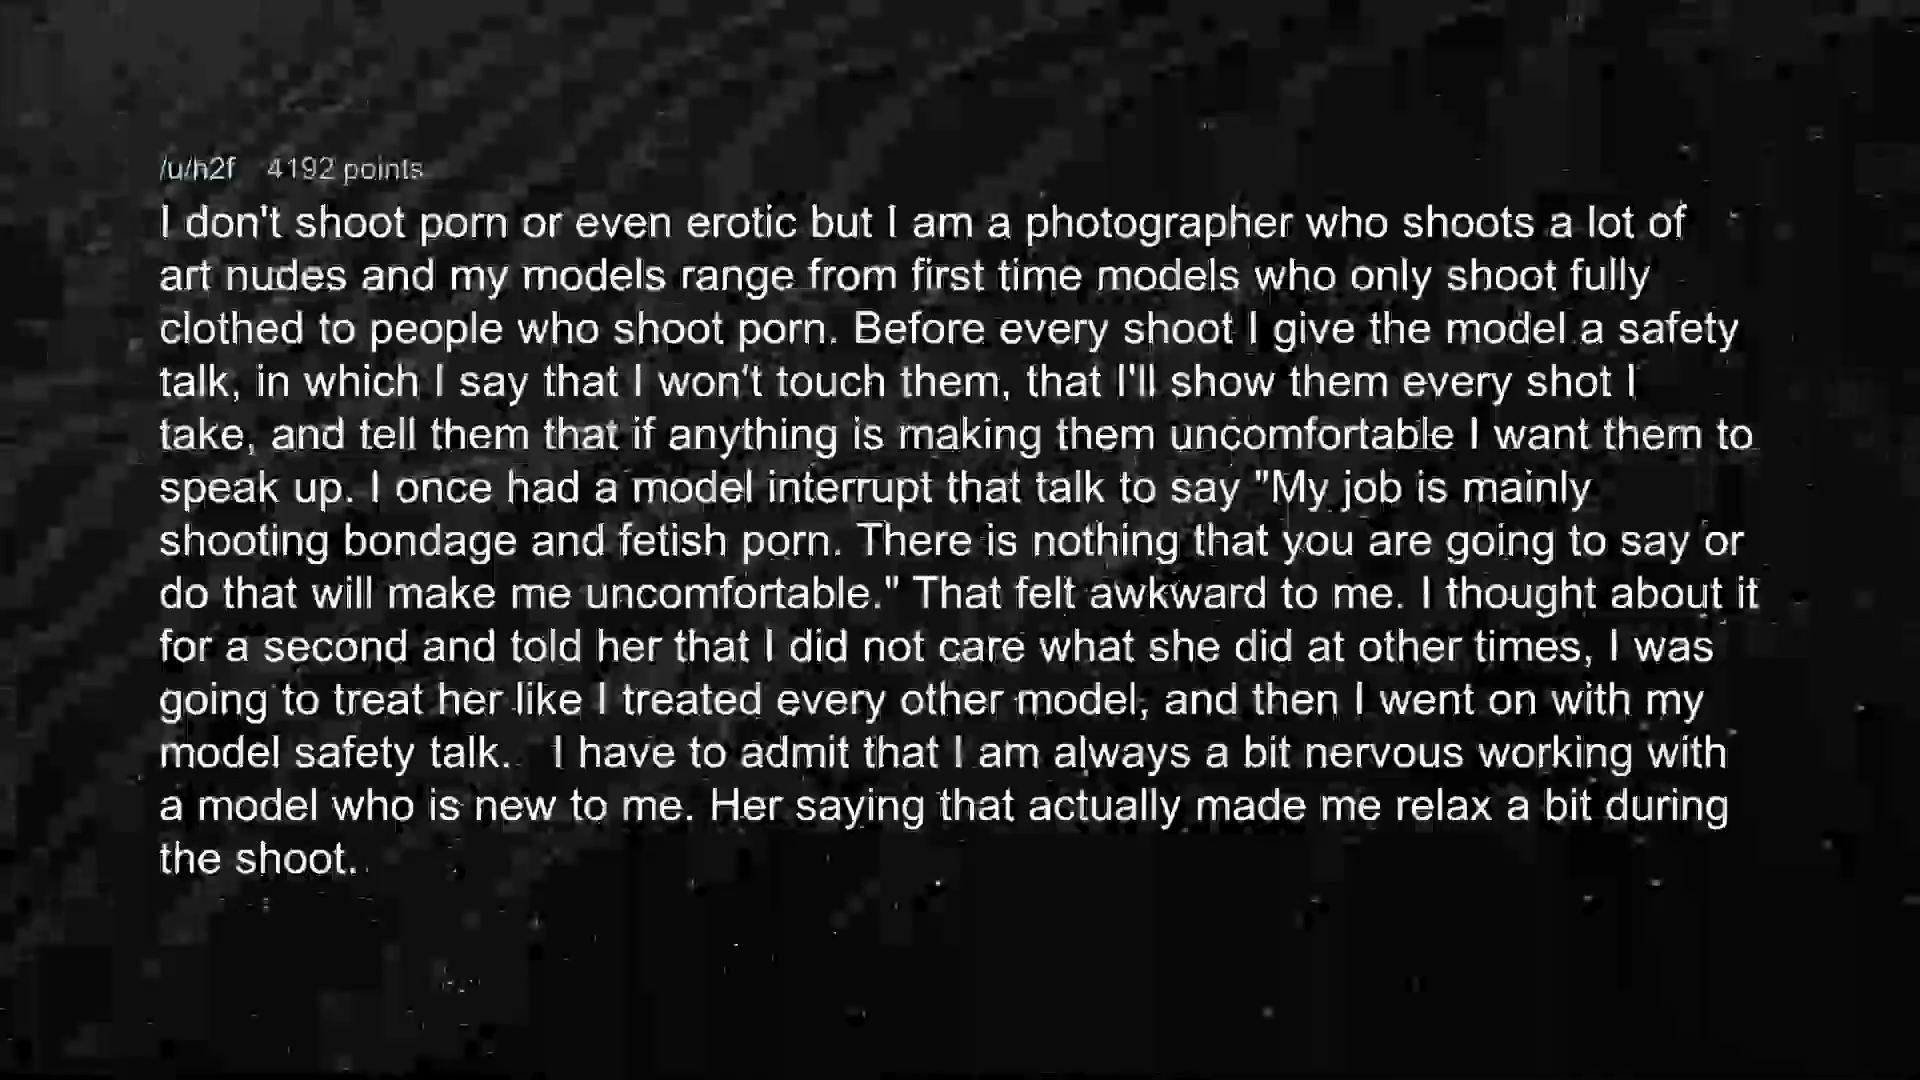 /u/h2f 4192 points
I don't shoot porn or even erotic but I am a photographer who shoots a lot of
art nudes and my models range from first time models who only shoot fully
clothed to people who shoot porn. Before every shoot I give the model a safety
talk, in which I say that I won't touch them, that I'll show them every shot I
take, and tell them that if anything is making them uncomfortable I want them to
speak up. I once had a model interrupt that talk to say "My job is mainly
shooting bondage and fetish porn. There is nothing that you are going to say or
do that will make me uncomfortable." That felt awkward to me. I thought about it
for a second and told her that I did not care what she did at other times, I was
going to treat her like I treated every other model, and then I went on with my
model safety talk. I have to admit that I am always a bit nervous working with
a model who is new to me. Her saying that actually made me relax a bit during
the shoot.